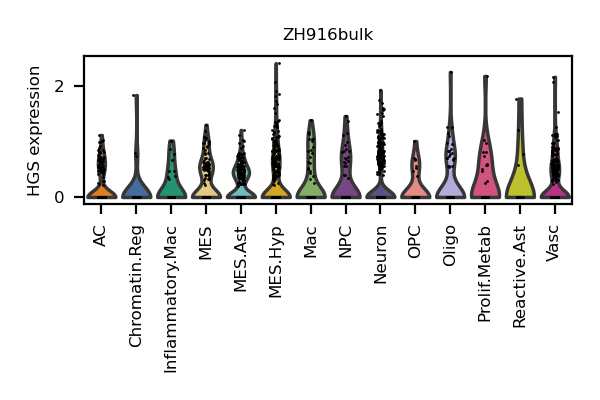 ZH916bulk
HGS expression
2
0
AC
Chromatin.Reg
Inflammatory.Mac
MES
MES.Ast
MES.Hyp
Mac
NPC
Neuron
OPC
Oligo
Prolif.Metab
Reactive.Ast
Vasc